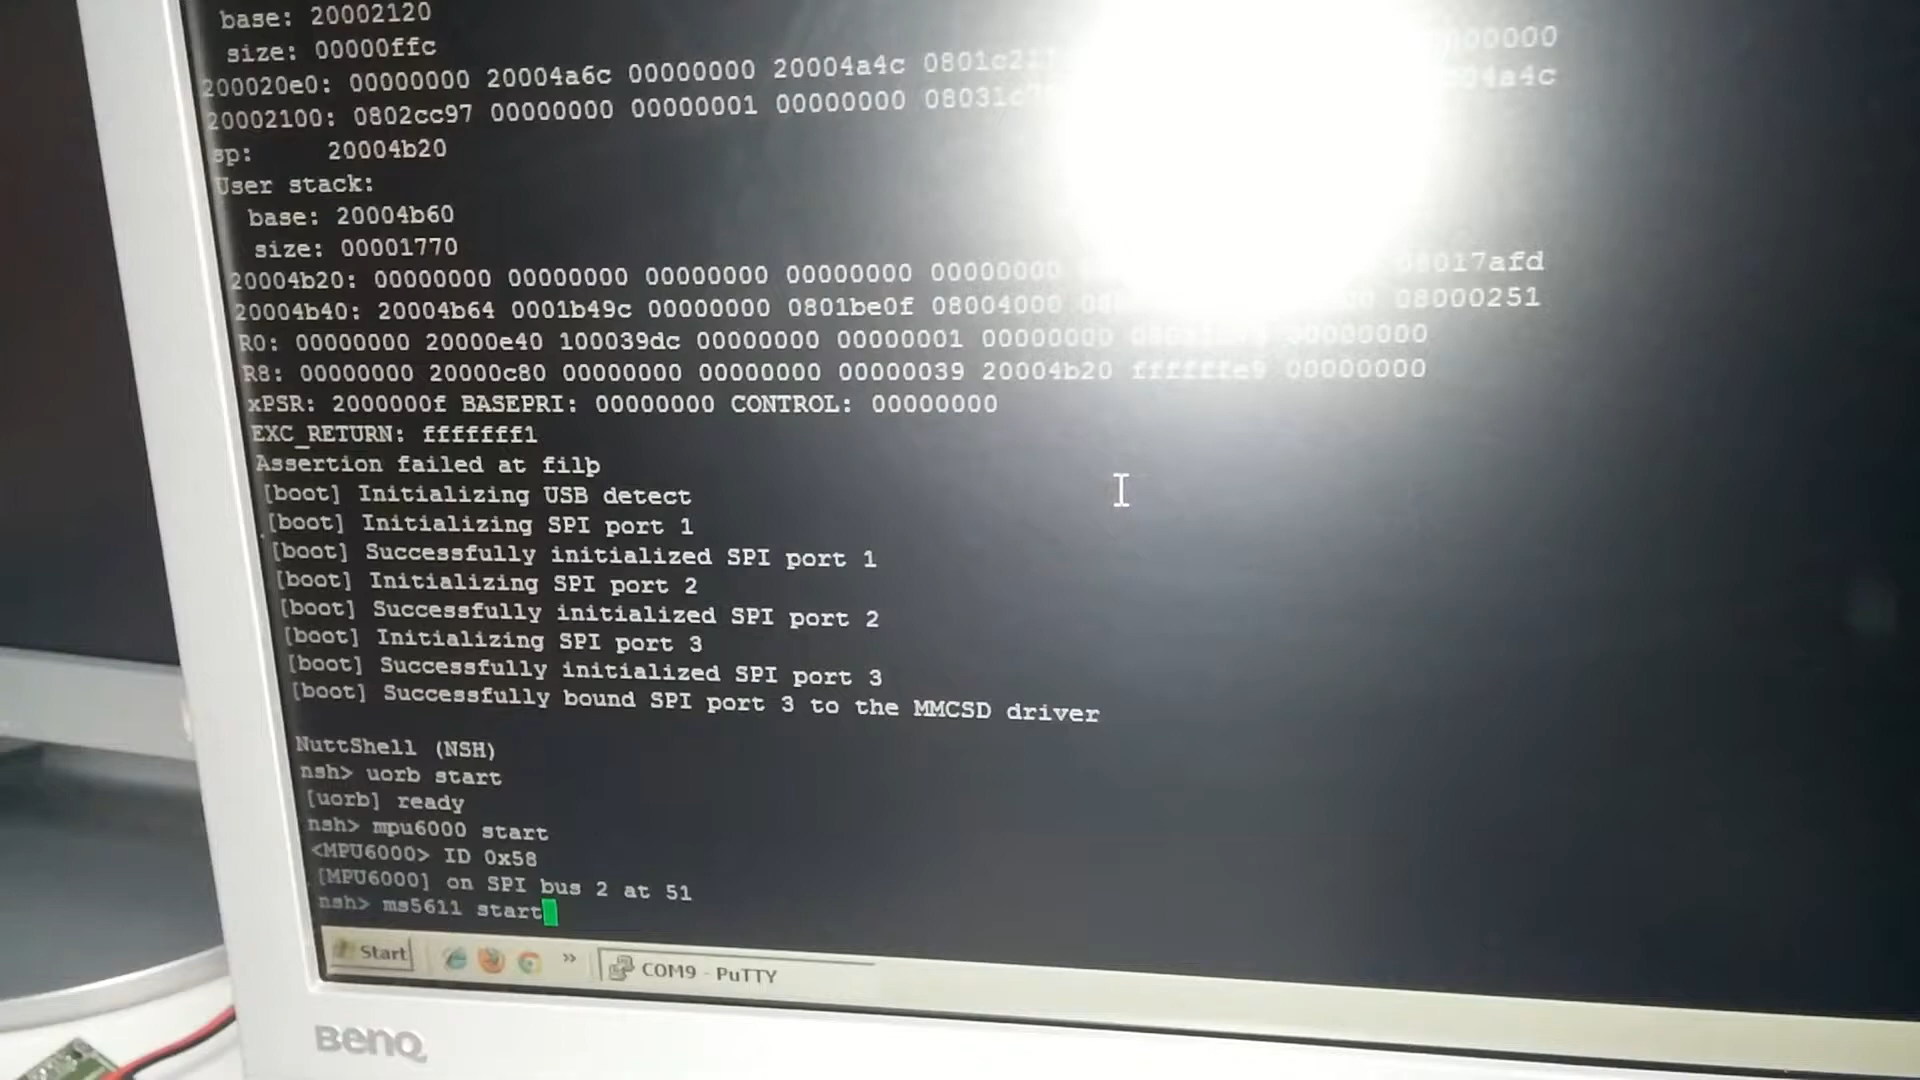 base: 20002120
size: 00000ffc
200020e0: 00000000 20004a6c 00000000 20004a4c
20002100: 0802cc97 00000000 00000001 00000000
sp: 20004b20
User stack:
base: 20004b60
size: 00001770
20004b20: 00000000 00000000 00000000 00000000 00000000
20004b40: 20004b64 0001b49c 00000000 0801be0f 08004000 08000251
R0: 00000000 20000e40 100039dc 00000000 00000001 00000000 00000000
R8: 00000000 20000c80 00000000 00000000 00000039 20004b20 ffffffe9 00000000
xPSR: 2000000f BASEPRI: 00000000 CONTROL: 00000000
EXC_RETURN: fffffff1
Assertion failed at filþ
[boot] Initializing USB detect
[boot] Initializing SPI port 1
[boot] Successfully initialized SPI port 1
[boot] Initializing SPI port 2
[boot] Successfully initialized SPI port 2
[boot] Initializing SPI port 3
[boot] Successfully initialized SPI port 3
[boot] Successfully bound SPI port 3 to the MMCSD driver
NuttShell (NSH)
nsh> uorb start
[uorb] ready
nsh> mpu6000 start
<MPU6000> ID 0x58
[MPU6000] on SPI bus 2 at 51
nsh> ms5611 start
Start » COM9 - PuTTY
BenQ